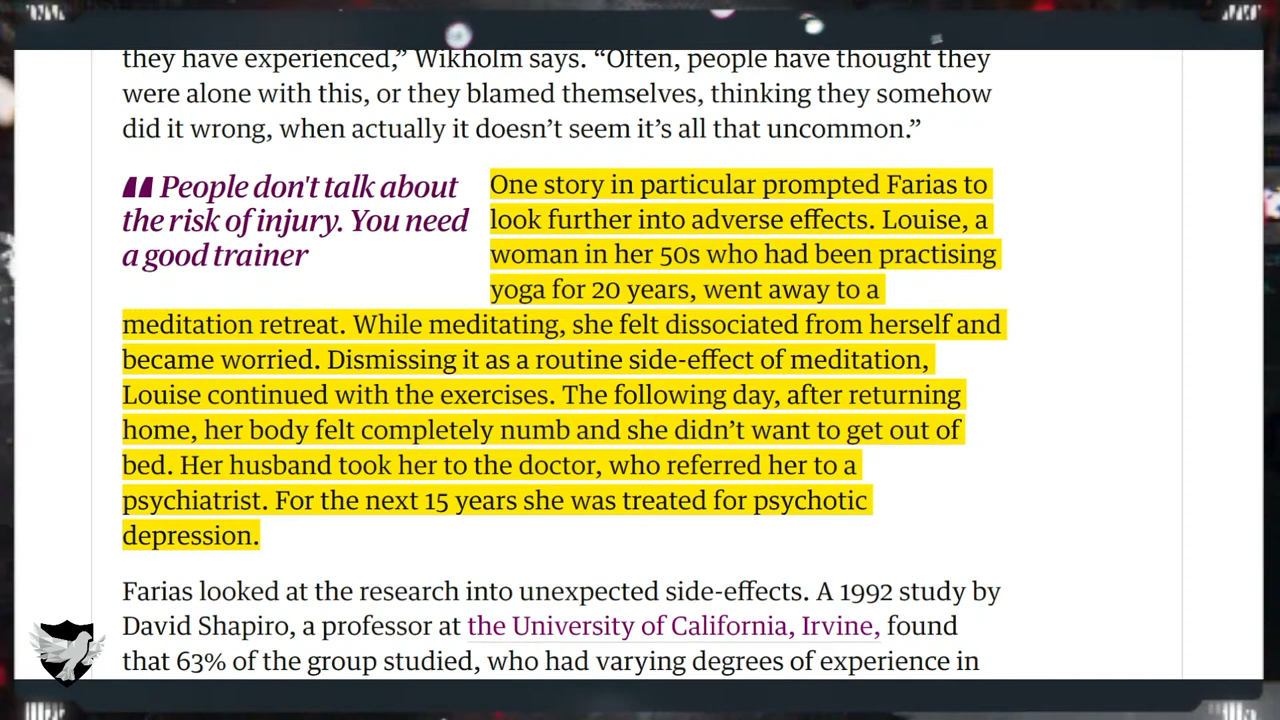 they have experienced,” Wikholm says. “Often, people have thought they
were alone with this, or they blamed themselves, thinking they somehow
did it wrong, when actually it doesn’t seem it’s all that uncommon.”
People don't talk about
the risk of injury. You need
a good trainer
One story in particular prompted Farias to
look further into adverse effects. Louise, a
woman in her 50s who had been practising
yoga for 20 years, went away to a
meditation retreat. While meditating, she felt dissociated from herself and
became worried. Dismissing it as a routine side-effect of meditation,
Louise continued with the exercises. The following day, after returning
home, her body felt completely numb and she didn’t want to get out of
bed. Her husband took her to the doctor, who referred her to a
psychiatrist. For the next 15 years she was treated for psychotic
depression.
Farias looked at the research into unexpected side-effects. A 1992 study by
David Shapiro, a professor at the University of California, Irvine, found
that 63% of the group studied, who had varying degrees of experience in